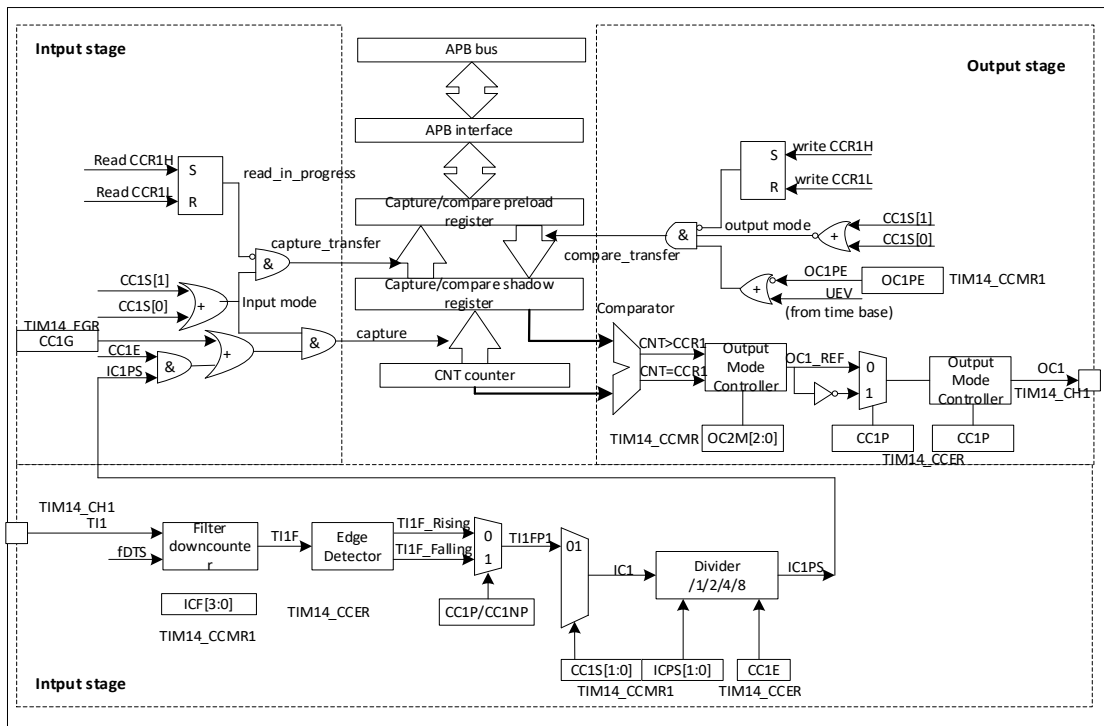 Intput stage
APB bus
Output stage
APB interface
Read CCR1H
S
Read CCR1L
R
read_in_progress
S
write CCR1H
R
write CCR1L
Capture/compare preload
register
&
capture_transfer
compare_transfer
&
output mode
+
CC1S[1]
CC1S[0]
CC1S[1]
CC1S[0]
+
Input mode
Capture/compare shadow
register
OC1PE
+
UEV
(from time base)
OC1PE
TIM14_CCMR1
TIM14_EGR
CC1G
CC1E
IC1PS
&
+
&
capture
CNT counter
Comparator
CNT>CCR1
CNT=CCR1
Output
Mode
Controller
OC1_REF
0
1
Output
Mode
Controller
OC1
TIM14_CH1
TIM14_CCMR
OC2M[2:0]
CC1P
CC1P
TIM14_CCER
TIM14_CH1
TI1
fDTS
Filter
downcounte
r
TI1F
Edge
Detector
TI1F_Rising
TI1F_Falling
0
1
TI1FP1
01
IC1
Divider
/1/2/4/8
IC1PS
ICF[3:0]
TIM14_CCMR1
TIM14_CCER
CC1P/CC1NP
CC1S[1:0]
ICPS[1:0]
CC1E
TIM14_CCMR1
TIM14_CCER
Intput stage